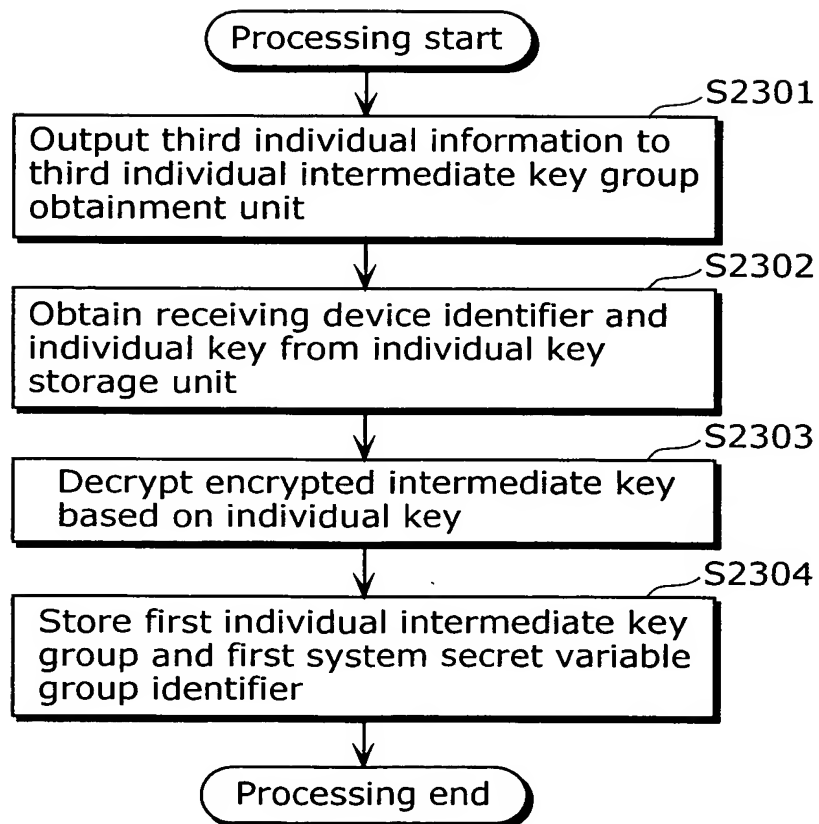 Processing start
S2301
Output third individual information to
third individual intermediate key group
obtainment unit
S2302
Obtain receiving device identifier and
individual key from individual key
storage unit
S2303
Decrypt encrypted intermediate key
based on individual key
S2304
Store first individual intermediate key
group and first system secret variable
group identifier
Processing end